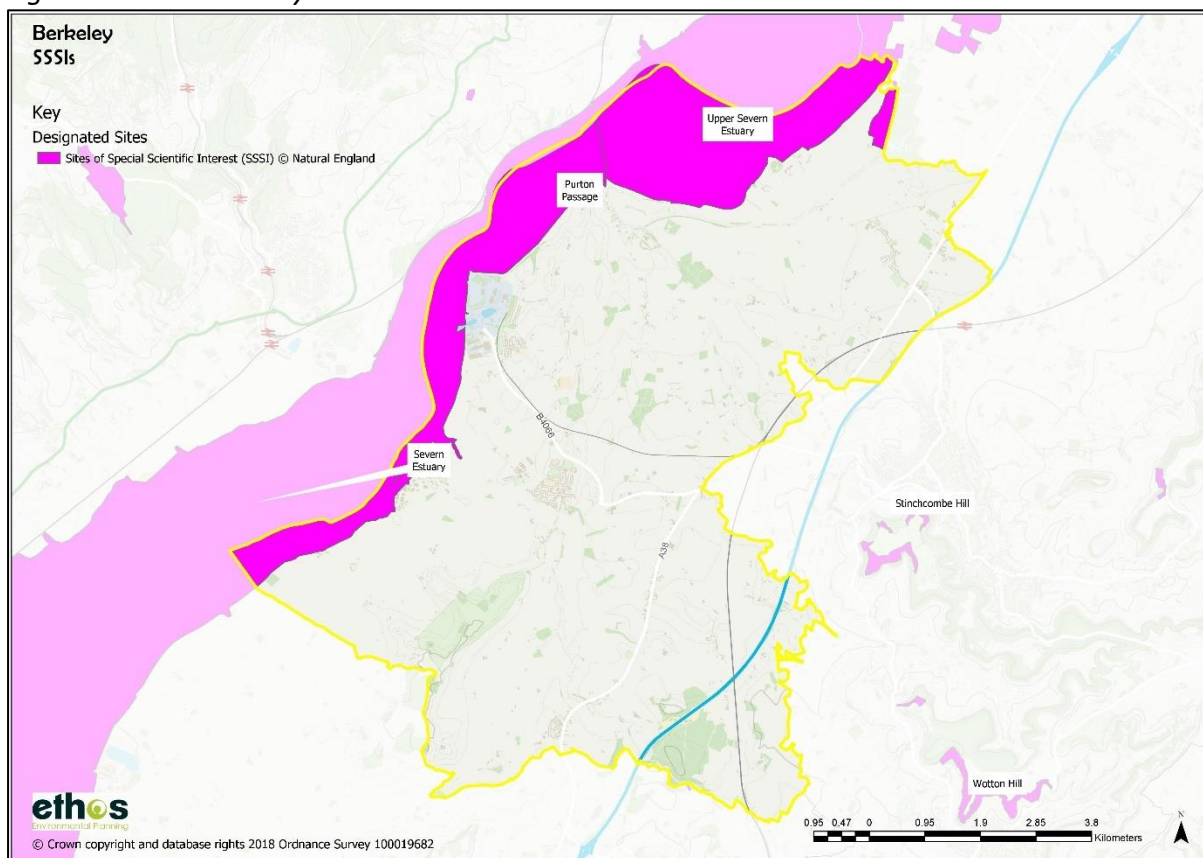 Berkeley
SSSIs
Key
Designated Sites
Sites of Special Scientific Interest (SSSI) © Natural England
Upper Severn
Estuary
Purton
Passage
B4066
Severn
Estuary
Stinchcombe Hill
A38
Wotton Hill
ethos
Environmental Planning
0.95 0.47 0 0.95 1.9 2.85 3.8
Kilometers
N
© Crown copyright and database rights 2018 Ordnance Survey 100019682